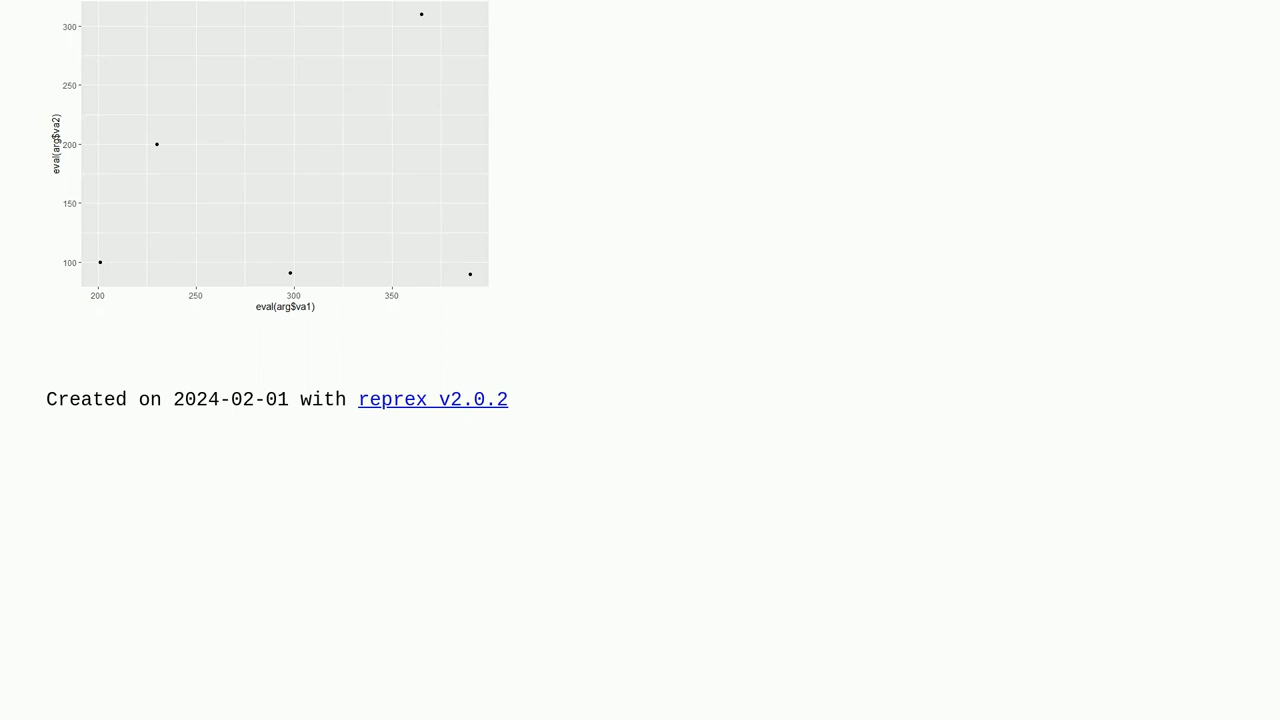 300
250
200
150
100
eval(arg$va2)
200 250 300 350
eval(arg$va1)
Created on 2024-02-01 with reprex v2.0.2